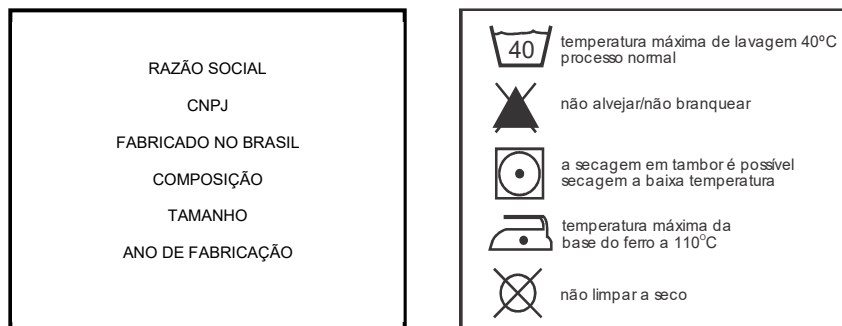 RAZÃO SOCIAL
CNPJ
FABRICADO NO BRASIL
COMPOSIÇÃO
TAMANHO
ANO DE FABRICAÇÃO
40
temperatura máxima de lavagem 40ºC
processo normal
não alvejar/não branquear
a secagem em tambor é possível
secagem a baixa temperatura
temperatura máxima da
base do ferro a 110°C
não limpar a seco